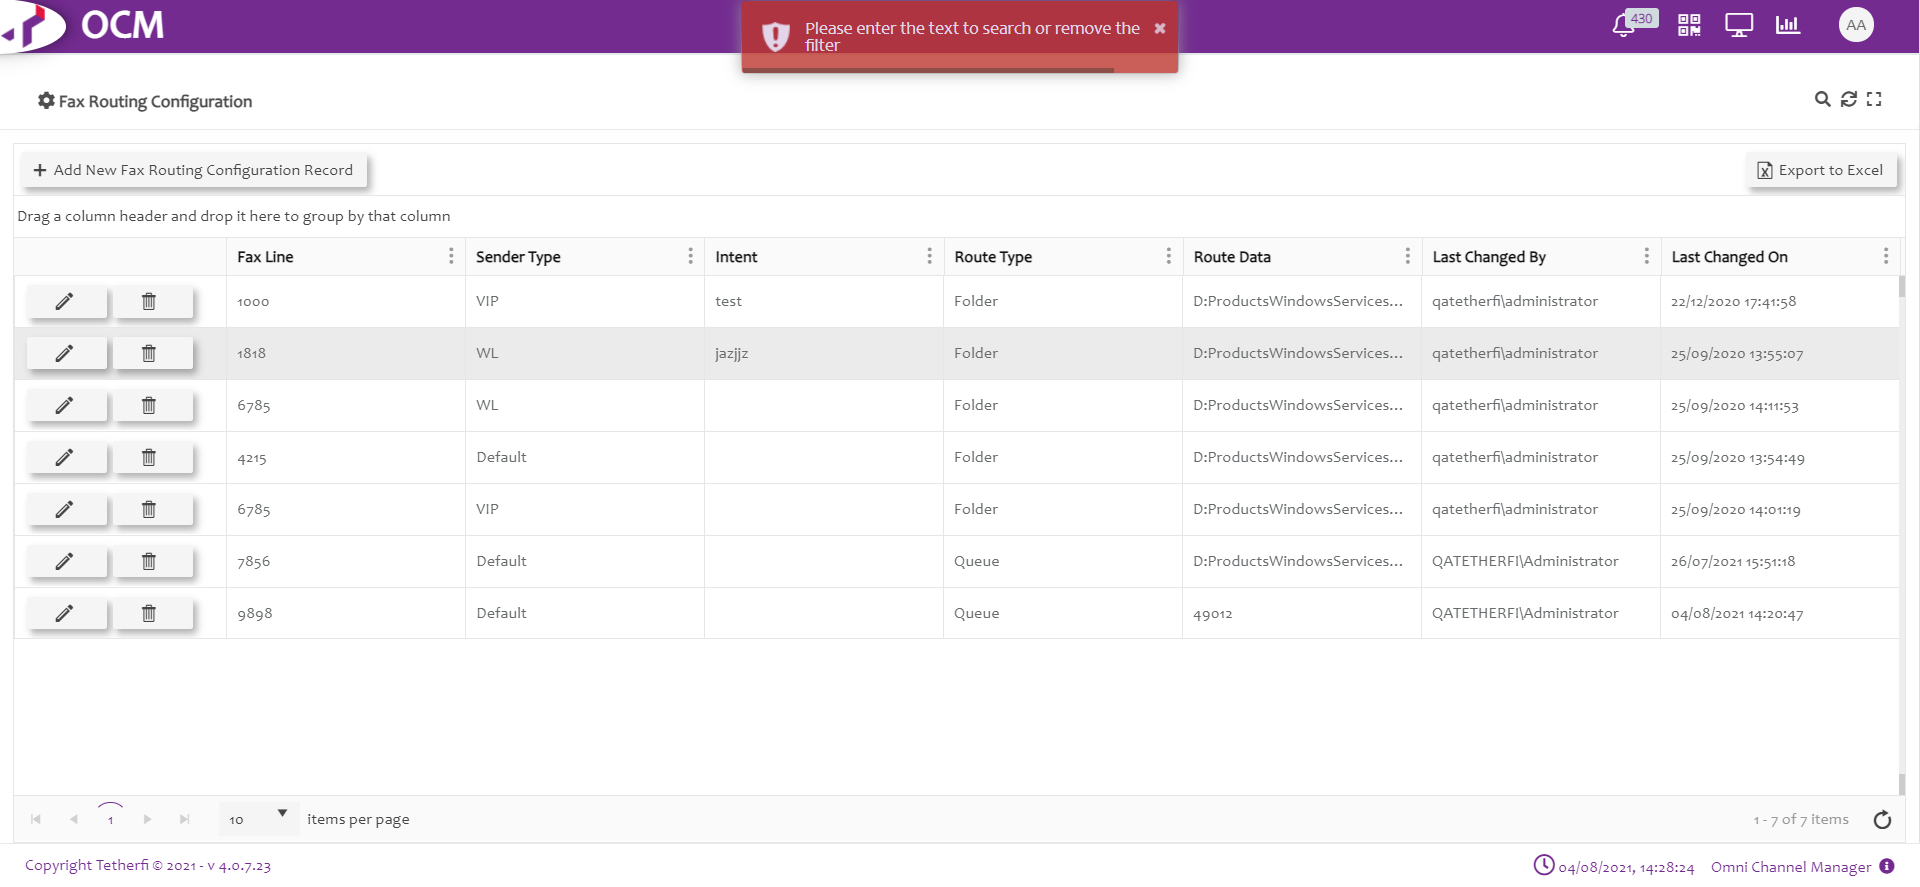 OCM
Please enter the text to search or remove the
filter
430
AA
Fax Routing Configuration
Add New Fax Routing Configuration Record
Export to Excel
Drag a column header and drop it here to group by that column
Fax Line Sender Type Intent Route Type Route Data Last Changed By Last Changed On
1000 VIP test Folder D:ProductsWindowsServices... qatetherfi\administrator 22/12/2020 17:41:58
1818 WL jazjjz Folder D:ProductsWindowsServices... qatetherfi\administrator 25/09/2020 13:55:07
6785 WL Folder D:ProductsWindowsServices... qatetherfi\administrator 25/09/2020 14:11:53
4215 Default Folder D:ProductsWindowsServices... qatetherfi\administrator 25/09/2020 13:54:49
6785 VIP Folder D:ProductsWindowsServices... qatetherfi\administrator 25/09/2020 14:01:19
7856 Default Queue D:ProductsWindowsServices... QATETHERFI\Administrator 26/07/2021 15:51:18
9898 Default Queue 49012 QATETHERFI\Administrator 04/08/2021 14:20:47
1 10 items per page 1 - 7 of 7 items
Copyright Tetherfi © 2021 - v 4.0.7.23 04/08/2021, 14:28:24 Omni Channel Manager